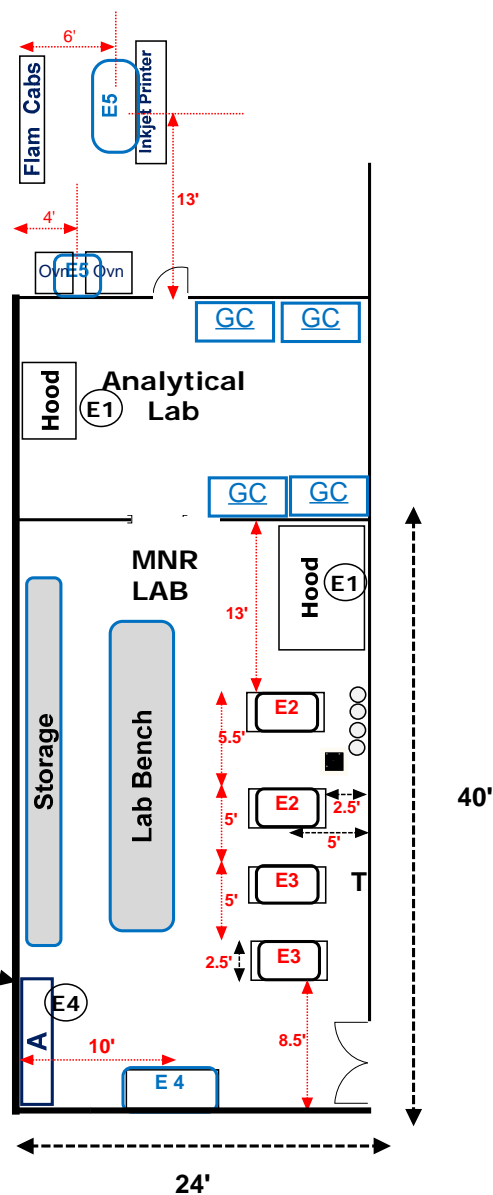 6'
Flam Cabs
E5
Inkjet Printer
13'
4'
Ovn
E5
Ovn
GC
GC
Hood
E1
Analytical
Lab
GC
GC
MNR
LAB
13'
Hood
E1
Storage
Lab Bench
E2
5.5'
E2
2.5'
5'
5'
40'
E3
T
5'
E3
2.5'
E4
A
10'
8.5'
E 4
24'